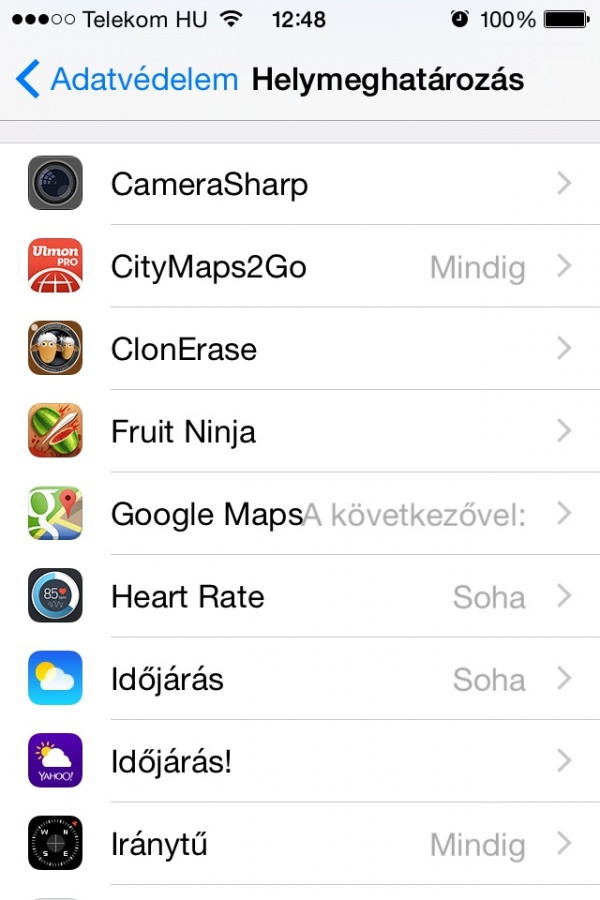 Telekom HU 12:48 100%
Adatvédelem Helymeghatározás
CameraSharp
Ulmon PRO
CityMaps2Go Mindig
ClonErase
Fruit Ninja
g
Google Maps A következővel:
85
Heart Rate Soha
Időjárás Soha
YAHOO!
Időjárás!
W N S E
Iránytű Mindig